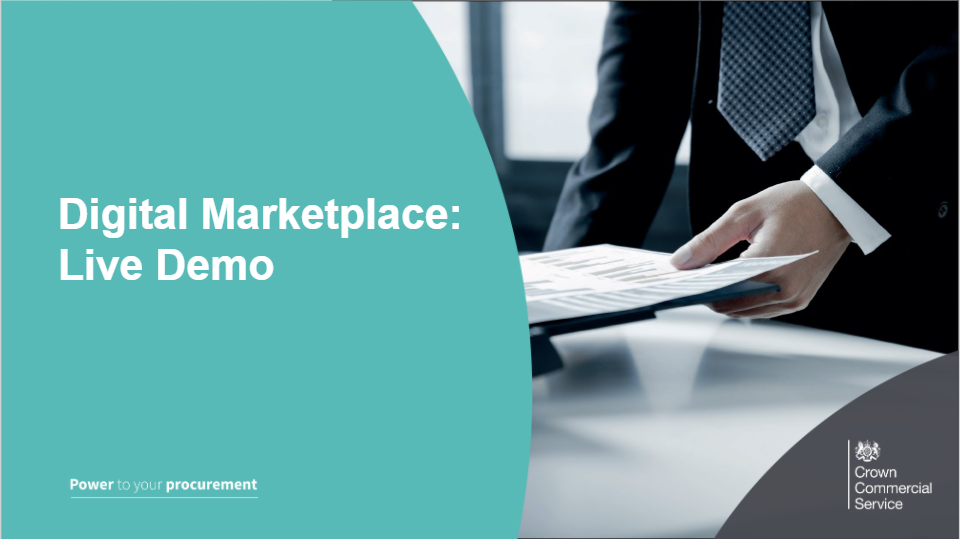 Digital Marketplace:
Live Demo
Power to your procurement
Crown
Commercial
Service